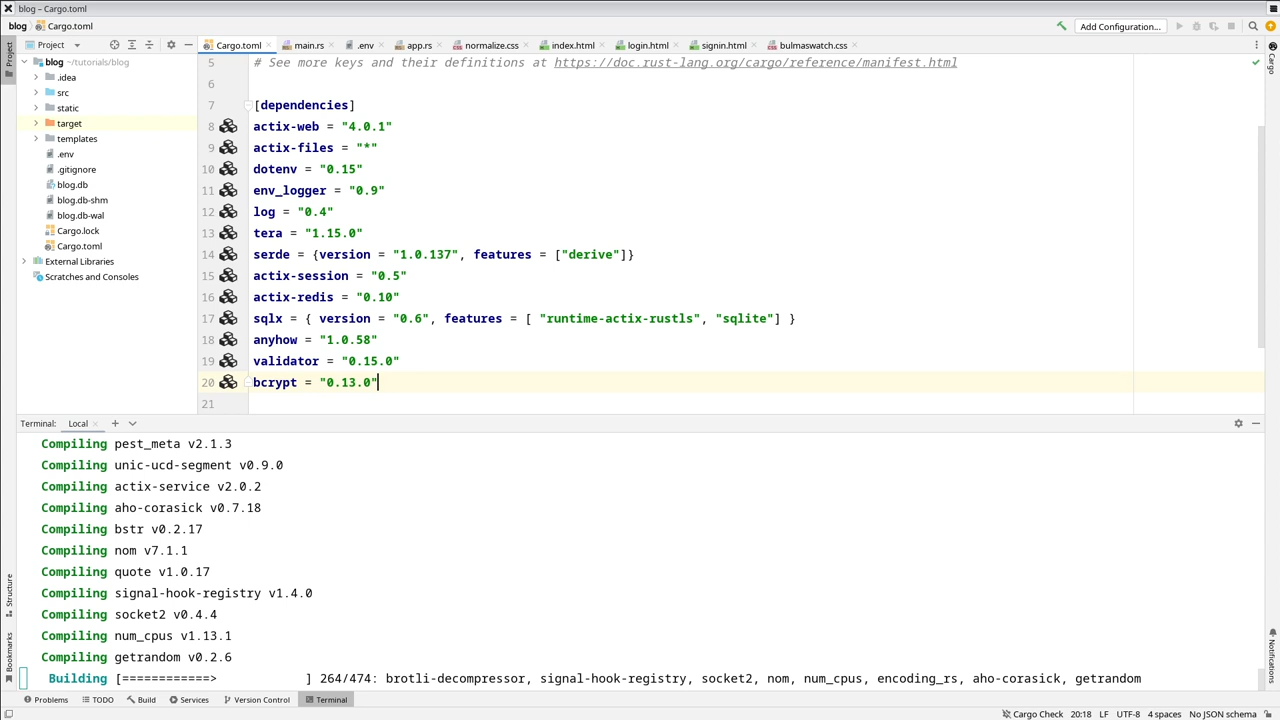 blog – Cargo.toml
blog Cargo.toml
Add Configuration...
Project
Cargo.toml main.rs .env app.rs normalize.css index.html login.html signin.html bulmaswatch.css
Project
Cargo
blog ~/tutorials/blog
.idea
src
static
target
templates
.env
.gitignore
blog.db
blog.db-shm
blog.db-wal
Cargo.lock
Cargo.toml
External Libraries
Scratches and Consoles
5 # See more keys and their definitions at https://doc.rust-lang.org/cargo/reference/manifest.html
6
7 [dependencies]
8 actix-web = "4.0.1"
9 actix-files = "*"
10 dotenv = "0.15"
11 env_logger = "0.9"
12 log = "0.4"
13 tera = "1.15.0"
14 serde = {version = "1.0.137", features = ["derive"]}
15 actix-session = "0.5"
16 actix-redis = "0.10"
17 sqlx = { version = "0.6", features = [ "runtime-actix-rustls", "sqlite"] }
18 anyhow = "1.0.58"
19 validator = "0.15.0"
20 bcrypt = "0.13.0"
21
Terminal: Local
Compiling pest_meta v2.1.3
Compiling unic-ucd-segment v0.9.0
Compiling actix-service v2.0.2
Compiling aho-corasick v0.7.18
Compiling bstr v0.2.17
Compiling nom v7.1.1
Compiling quote v1.0.17
Compiling signal-hook-registry v1.4.0
Compiling socket2 v0.4.4
Compiling num_cpus v1.13.1
Compiling getrandom v0.2.6
Building [============> ] 264/474: brotli-decompressor, signal-hook-registry, socket2, nom, num_cpus, encoding_rs, aho-corasick, getrandom
Structure
Bookmarks
Notifications
Problems TODO Build Services Version Control Terminal
Cargo Check 20:18 LF UTF-8 4 spaces No JSON schema